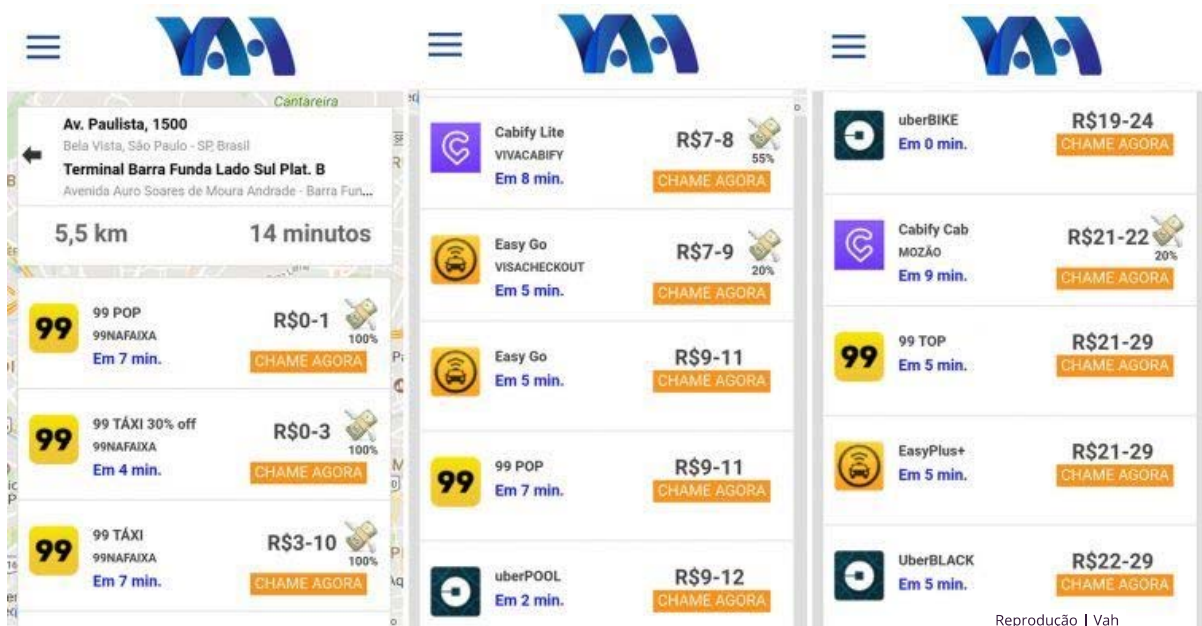 VAH
Cantareira
Av. Paulista, 1500
Bela Vista, São Paulo - SP, Brasil
Terminal Barra Funda Lado Sul Plat. B
Avenida Auro Soares de Moura Andrade - Barra Fun...
5,5 km 14 minutos
99
99 POP
99NAFAIXA
Em 7 min.
R$0-1
100%
CHAME AGORA
99
99 TÁXI 30% off
99NAFAIXA
Em 4 min.
R$0-3
100%
CHAME AGORA
99
99 TÁXI
99NAFAIXA
Em 7 min.
R$3-10
100%
CHAME AGORA
VAH
Cabify Lite
VIVACABIFY
Em 8 min.
R$7-8
55%
CHAME AGORA
Easy Go
VISACHECKOUT
Em 5 min.
R$7-9
20%
CHAME AGORA
Easy Go
Em 5 min.
R$9-11
CHAME AGORA
99
99 POP
Em 7 min.
R$9-11
CHAME AGORA
uberPOOL
Em 2 min.
R$9-12
CHAME AGORA
VAH
uberBIKE
Em 0 min.
R$19-24
CHAME AGORA
Cabify Cab
MOZÃO
Em 9 min.
R$21-22
20%
CHAME AGORA
99
99 TOP
Em 5 min.
R$21-29
CHAME AGORA
EasyPlus+
Em 5 min.
R$21-29
CHAME AGORA
UberBLACK
Em 5 min.
R$22-29
CHAME AGORA
Reprodução | Vah